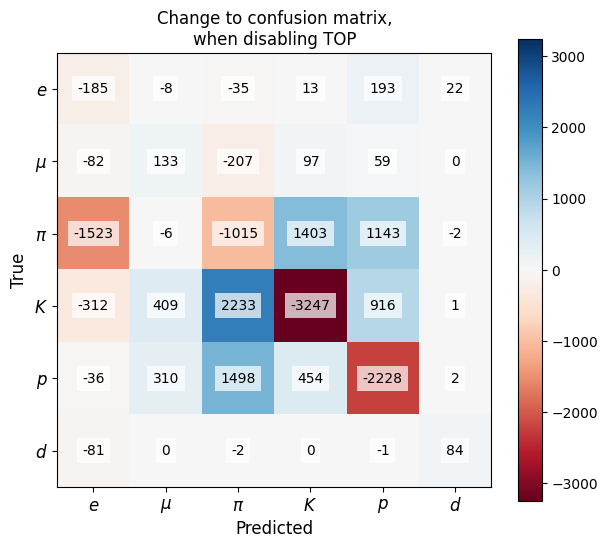 Change to confusion matrix,
when disabling TOP
e -185 -8 -35 13 193 22
μ -82 133 -207 97 59 0
π -1523 -6 -1015 1403 1143 -2
K -312 409 2233 -3247 916 1
p -36 310 1498 454 -2228 2
d -81 0 -2 0 -1 84
e μ π K p d
Predicted
True
3000
2000
1000
0
−1000
−2000
−3000